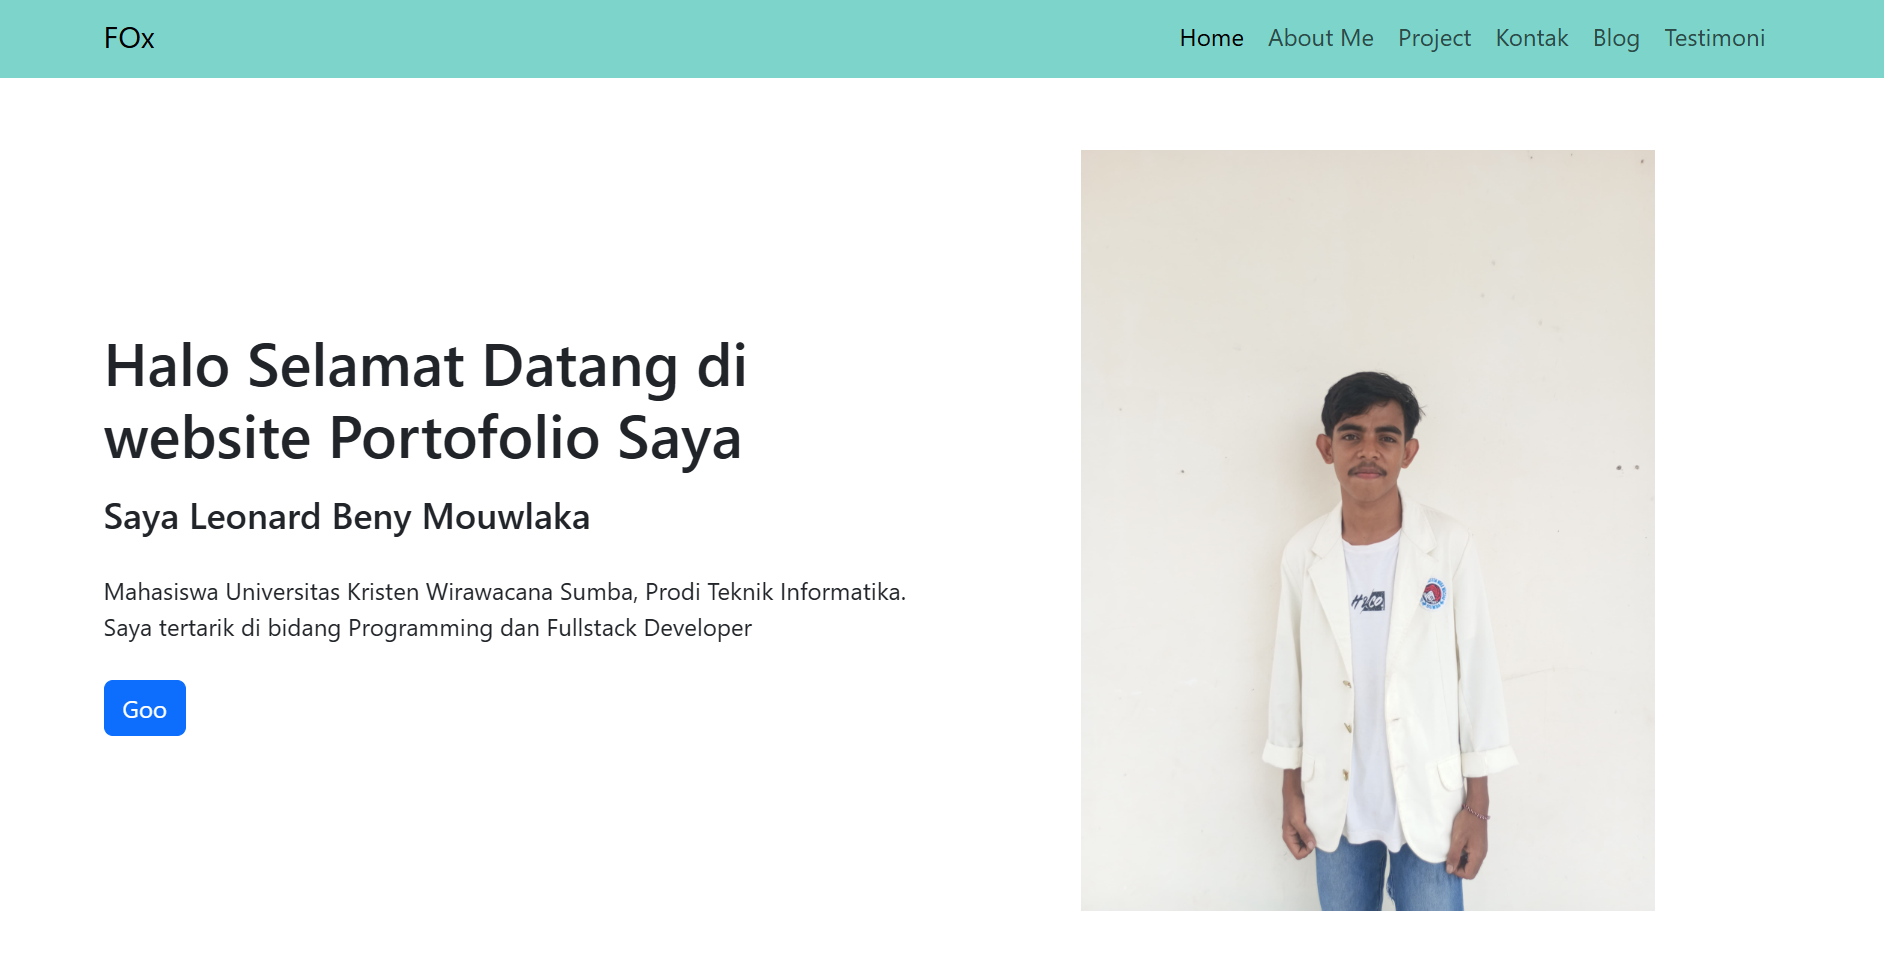 FOx
Home About Me Project Kontak Blog Testimoni
Halo Selamat Datang di
website Portofolio Saya
Saya Leonard Beny Mouwlaka
Mahasiswa Universitas Kristen Wirawacana Sumba, Prodi Teknik Informatika.
Saya tertarik di bidang Programming dan Fullstack Developer
Goo